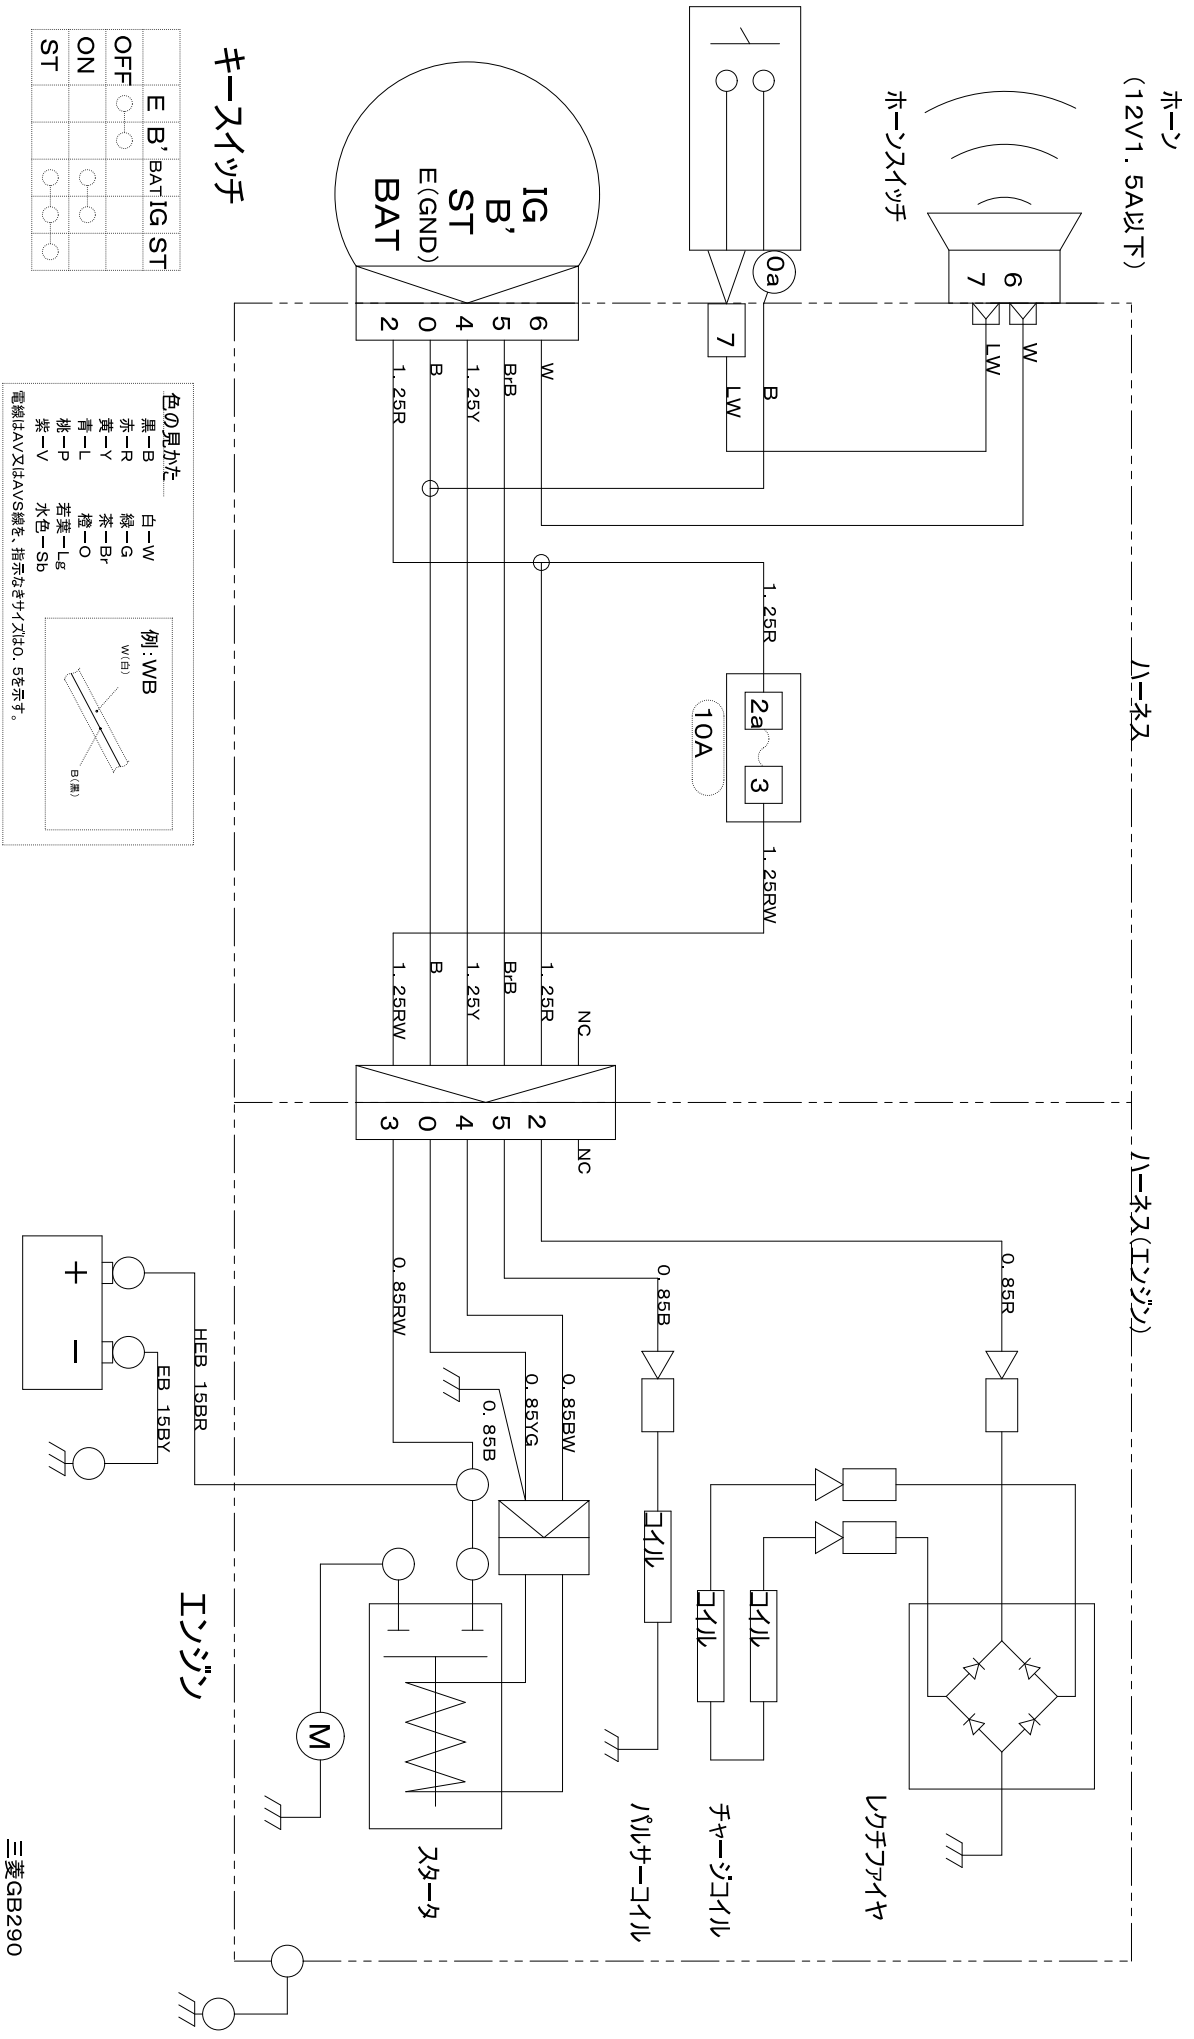 ホーン
(12V1. 5A以下)
6
7
W
LW
ホーンスイッチ
0a
7
B
LW
キースイッチ
IG
B'
ST
E(GND)
BAT
6
5
4
0
2
W
BrB
1. 25Y
B
1. 25R
E B' BAT IG ST
OFF
ON
ST
色の見かた
黒ーB 白ーW
赤ーR 緑ーG
黄ーY 茶ーBr
青ーL 橙ーO
桃ーP 若葉ーLg
紫ーV 水色ーSb
電線はAV又はAVS線を、指示なきサイズは0. 5を示す。
例:WB
W(白)
B(黒)
ハーネス
1. 25R
2a
3
10A
1. 25RW
NC
1. 25R
BrB
1. 25Y
B
1. 25RW
ハーネス(エンジン)
NC
2
5
4
0
3
0. 85R
0. 85B
0. 85BW
0. 85YG
0. 85B
0. 85RW
HEB 15BR
EB 15BY
+
−
コイル
コイル
コイル
M
レクチファイヤ
チャージコイル
パルサーコイル
スタータ
エンジン
三菱GB290